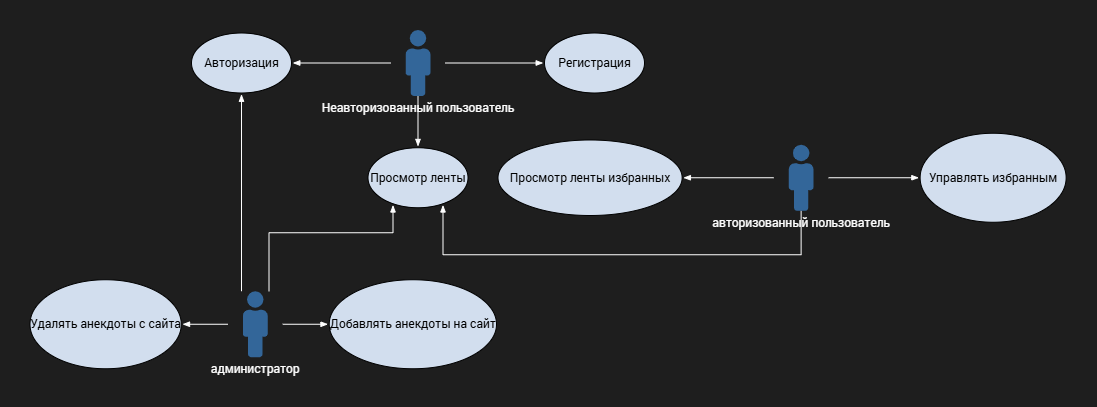 Авторизация
Регистрация
Неавторизованный пользователь
Просмотр ленты
Просмотр ленты избранных
Управлять избранным
авторизованный пользователь
Удалять анекдоты с сайта
Добавлять анекдоты на сайт
администратор